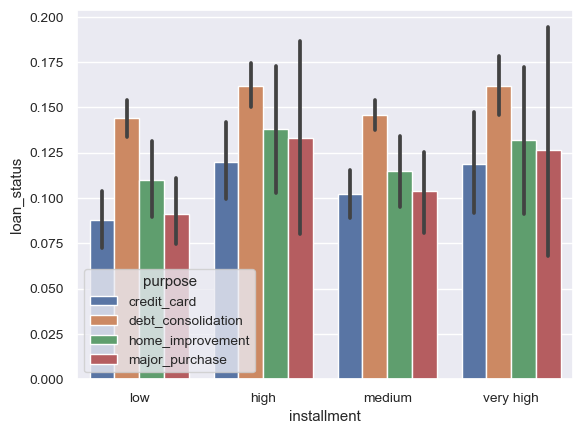 0.200
0.175
0.150
0.125
0.100
0.075
0.050
0.025
0.000
loan_status
purpose
credit_card
debt_consolidation
home_improvement
major_purchase
low high medium very high
installment